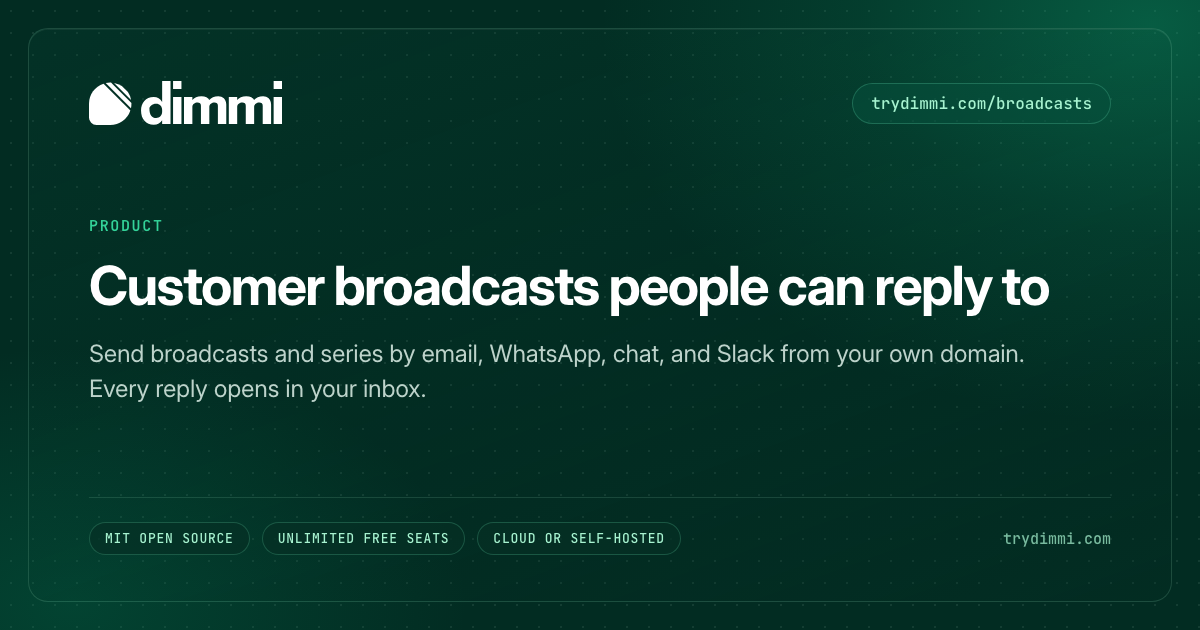 dimmi
trydimmi.com/broadcasts
PRODUCT
Customer broadcasts people can reply to
Send broadcasts and series by email, WhatsApp, chat, and Slack from your own domain.
Every reply opens in your inbox.
MIT OPEN SOURCE
UNLIMITED FREE SEATS
CLOUD OR SELF-HOSTED
trydimmi.com